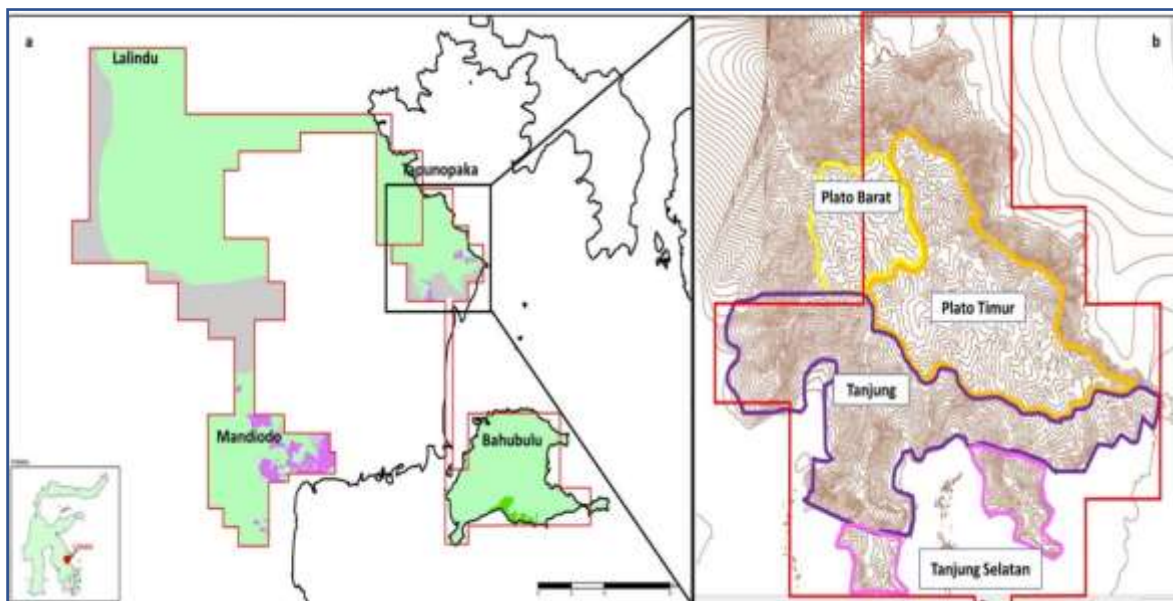 a
b
Lalindu
Tapunopaka
Plato Barat
Plato Timur
Tanjung
Mandiodo
Bahubulu
Tanjung Selatan